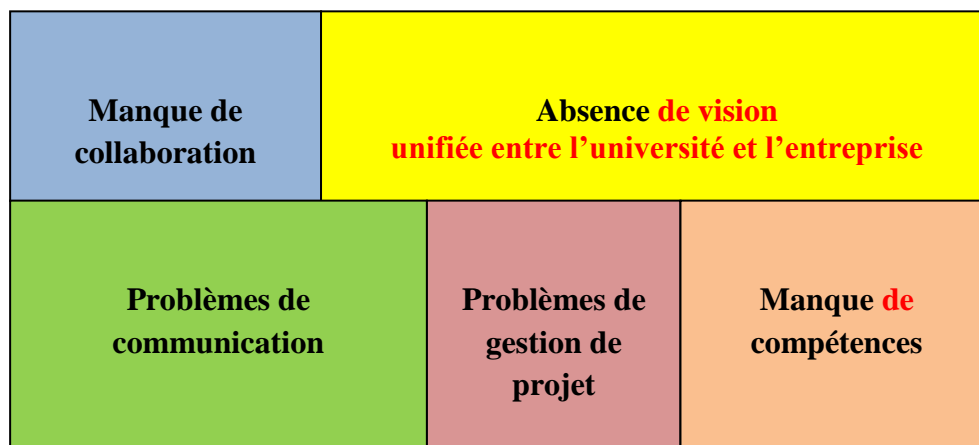 Manque de
collaboration
Absence de vision
unifiée entre l’université et l’entreprise
Problèmes de
communication
Problèmes de
gestion de
projet
Manque de
compétences